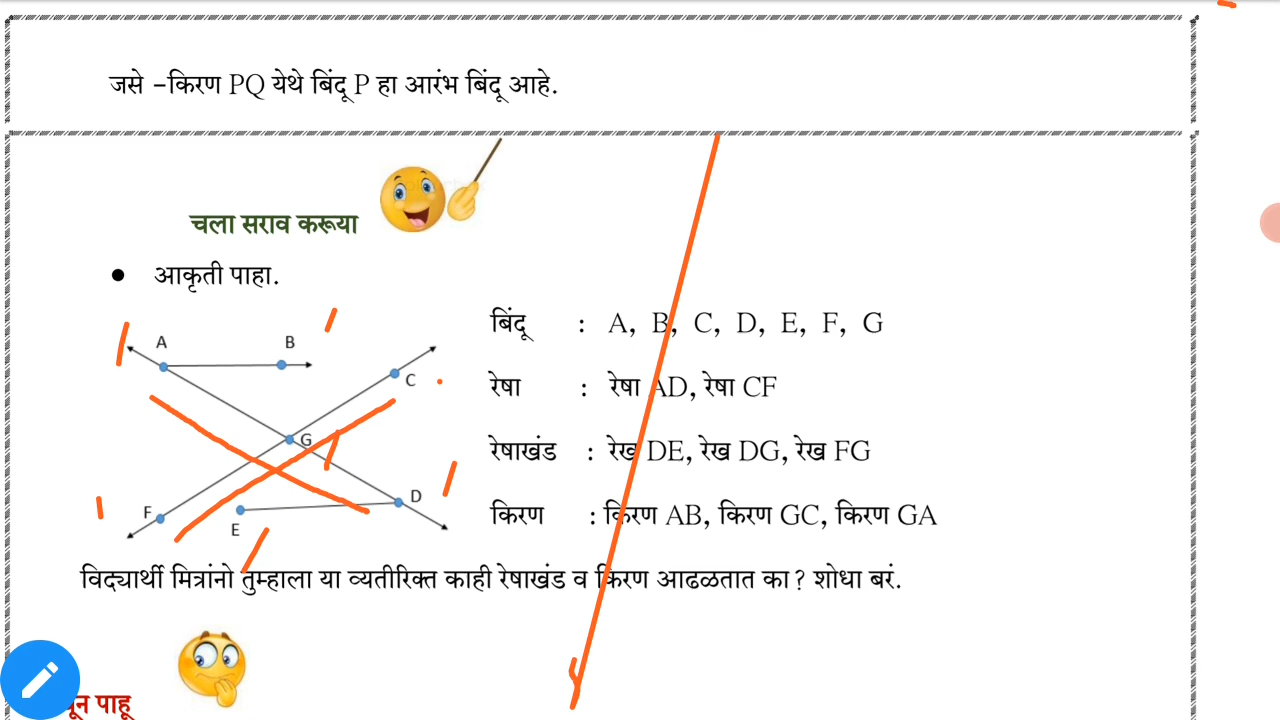 जसे –किरण PQ येथे बिंदू P हा आरंभ बिंदू आहे.
चला सराव करूया
● आकृती पाहा.
बिंदू : A, B, C, D, E, F, G
रेषा : रेषा AD, रेषा CF
रेषाखंड : रेख DE, रेख DG, रेख FG
किरण : किरण AB, किरण GC, किरण GA
A B
C
G
D
F
E
विद्यार्थी मित्रांनो तुम्हाला या व्यतीरिक्त काही रेषाखंड व किरण आढळतात का? शोधा बरं.
पाहू